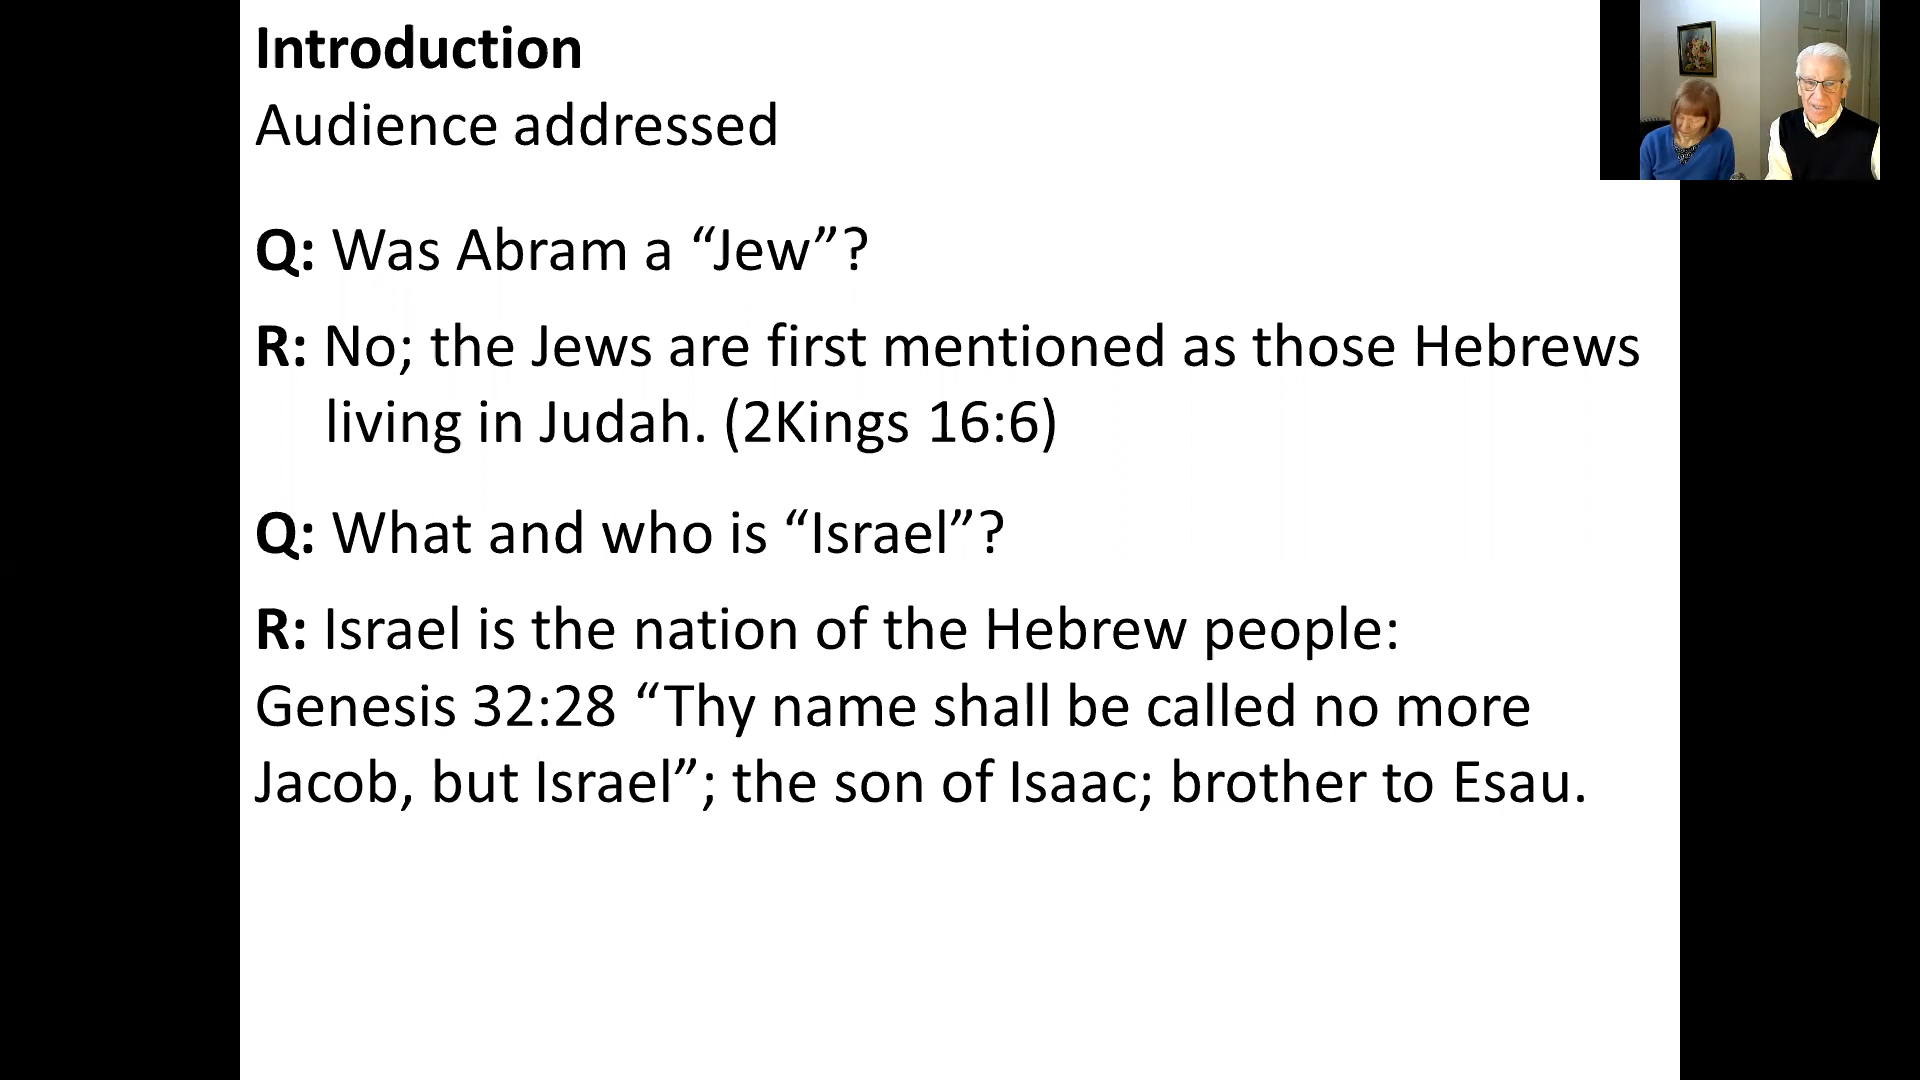 Introduction
Audience addressed
Q: Was Abram a “Jew”?
R: No; the Jews are first mentioned as those Hebrews
living in Judah. (2Kings 16:6)
Q: What and who is “Israel”?
R: Israel is the nation of the Hebrew people:
Genesis 32:28 “Thy name shall be called no more
Jacob, but Israel”; the son of Isaac; brother to Esau.